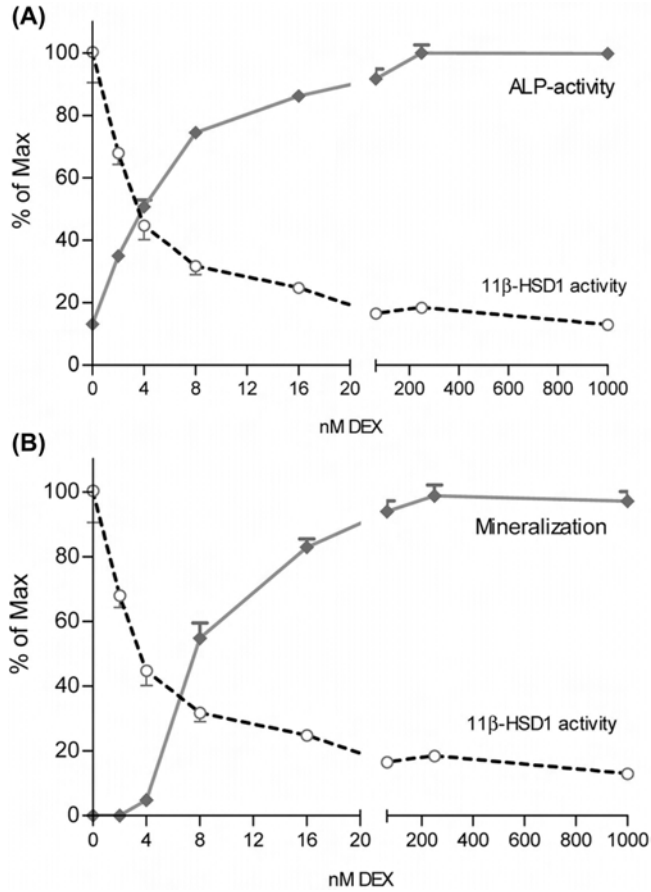 (A)
100
80
60
40
20
0
% of Max
ALP-activity
11β-HSD1 activity
0 4 8 12 16 20 200 400 600 800 1000
nM DEX
(B)
100
80
60
40
20
0
% of Max
Mineralization
11β-HSD1 activity
0 4 8 12 16 20 200 400 600 800 1000
nM DEX